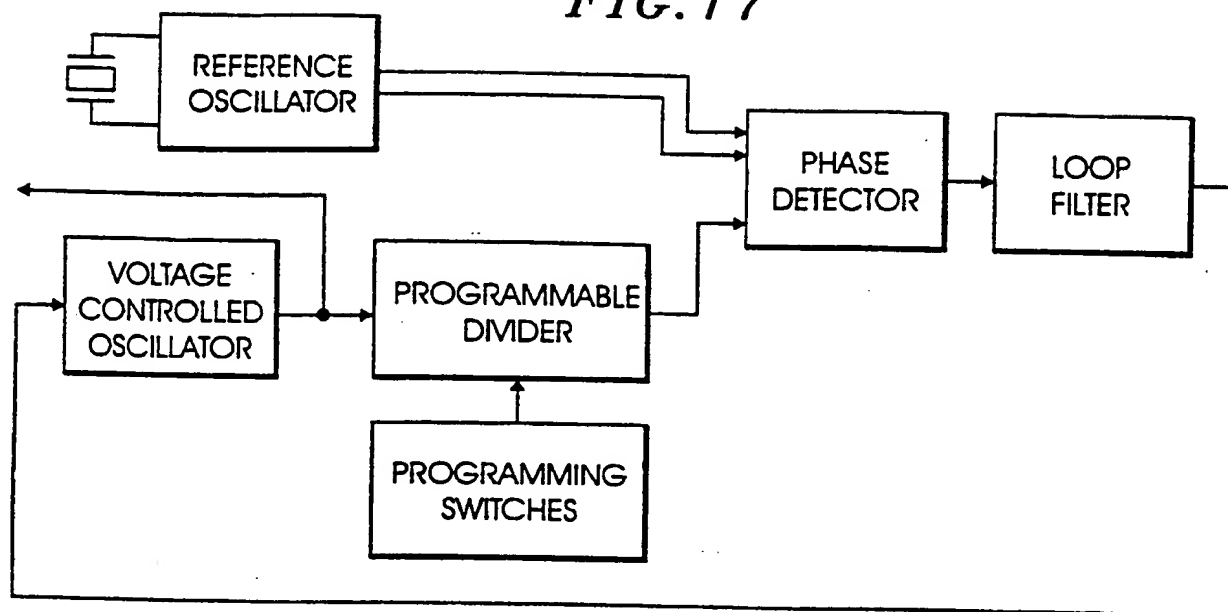 FIG. 17
REFERENCE
OSCILLATOR
PHASE
DETECTOR
LOOP
FILTER
VOLTAGE
CONTROLLED
OSCILLATOR
PROGRAMMABLE
DIVIDER
PROGRAMMING
SWITCHES